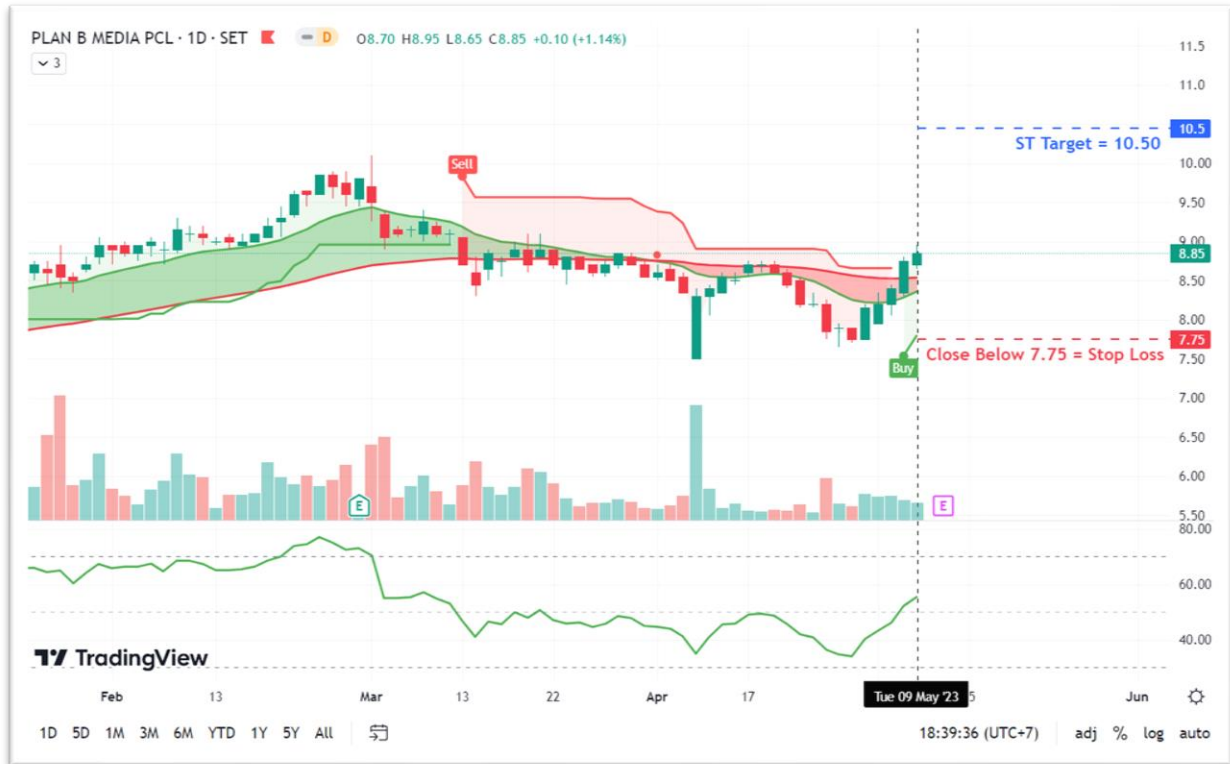 PLAN B MEDIA PCL · 1D · SET D O8.70 H8.95 L8.65 C8.85 +0.10 (+1.14%)
3
11.5
11.0
10.5
ST Target = 10.50
10.00
Sell
9.50
9.00
8.85
8.50
8.00
7.75
Close Below 7.75 = Stop Loss
7.50
Buy
7.00
6.50
6.00
E
E
5.50
80.00
60.00
40.00
TradingView
Feb 13 Mar 13 22 Apr 17 Tue 09 May '23 5 Jun
1D 5D 1M 3M 6M YTD 1Y 5Y All 18:39:36 (UTC+7) adj % log auto